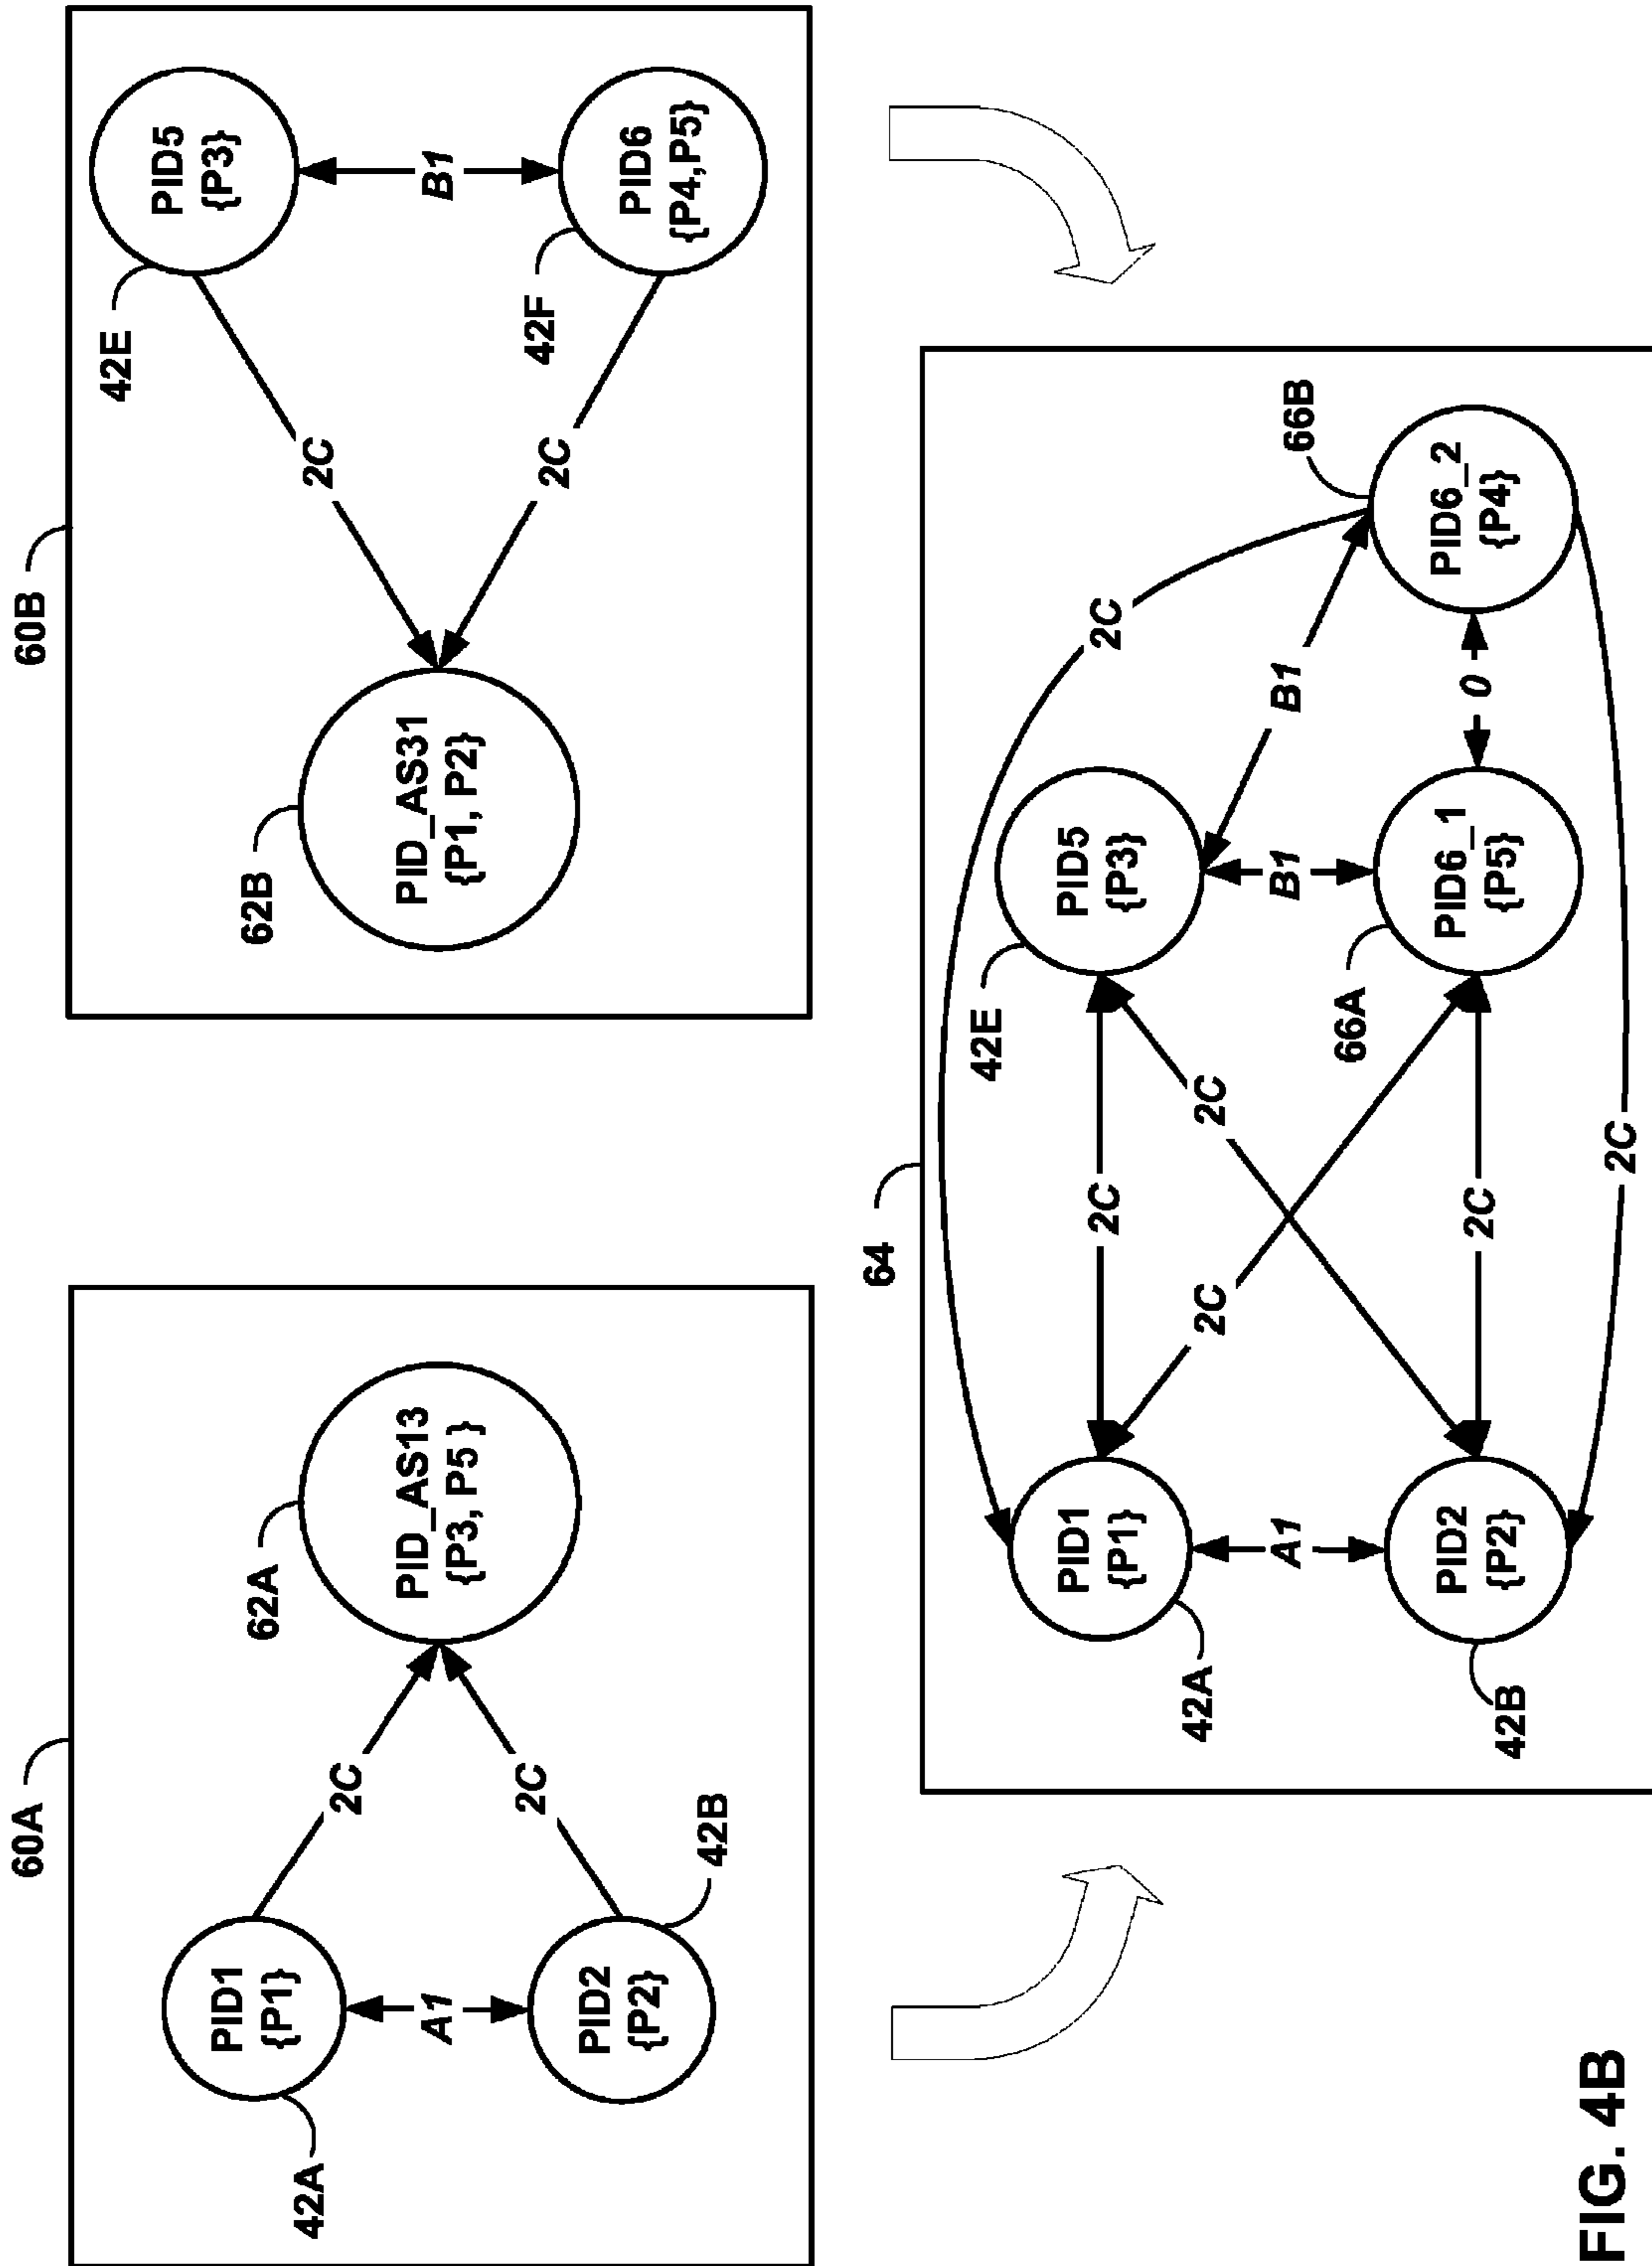 60A
42A
PID1
{P1}
A1
PID2
{P2}
42B
2C
2C
62A
PID_AS13
{P3, P5 }
60B
62B
PID_AS31
{P1, P2}
2C
2C
42E
PID5
{P3}
B1
42F
PID6
{P4,P5}
64
42A
PID1
{P1}
A1
PID2
{P2}
42B
2C
2C
2C
2C
42E
PID5
{P3}
B1
66A
PID6_1
{P5}
2C
B1
0
2C
66B
PID6_2
{P4}
FIG. 4B